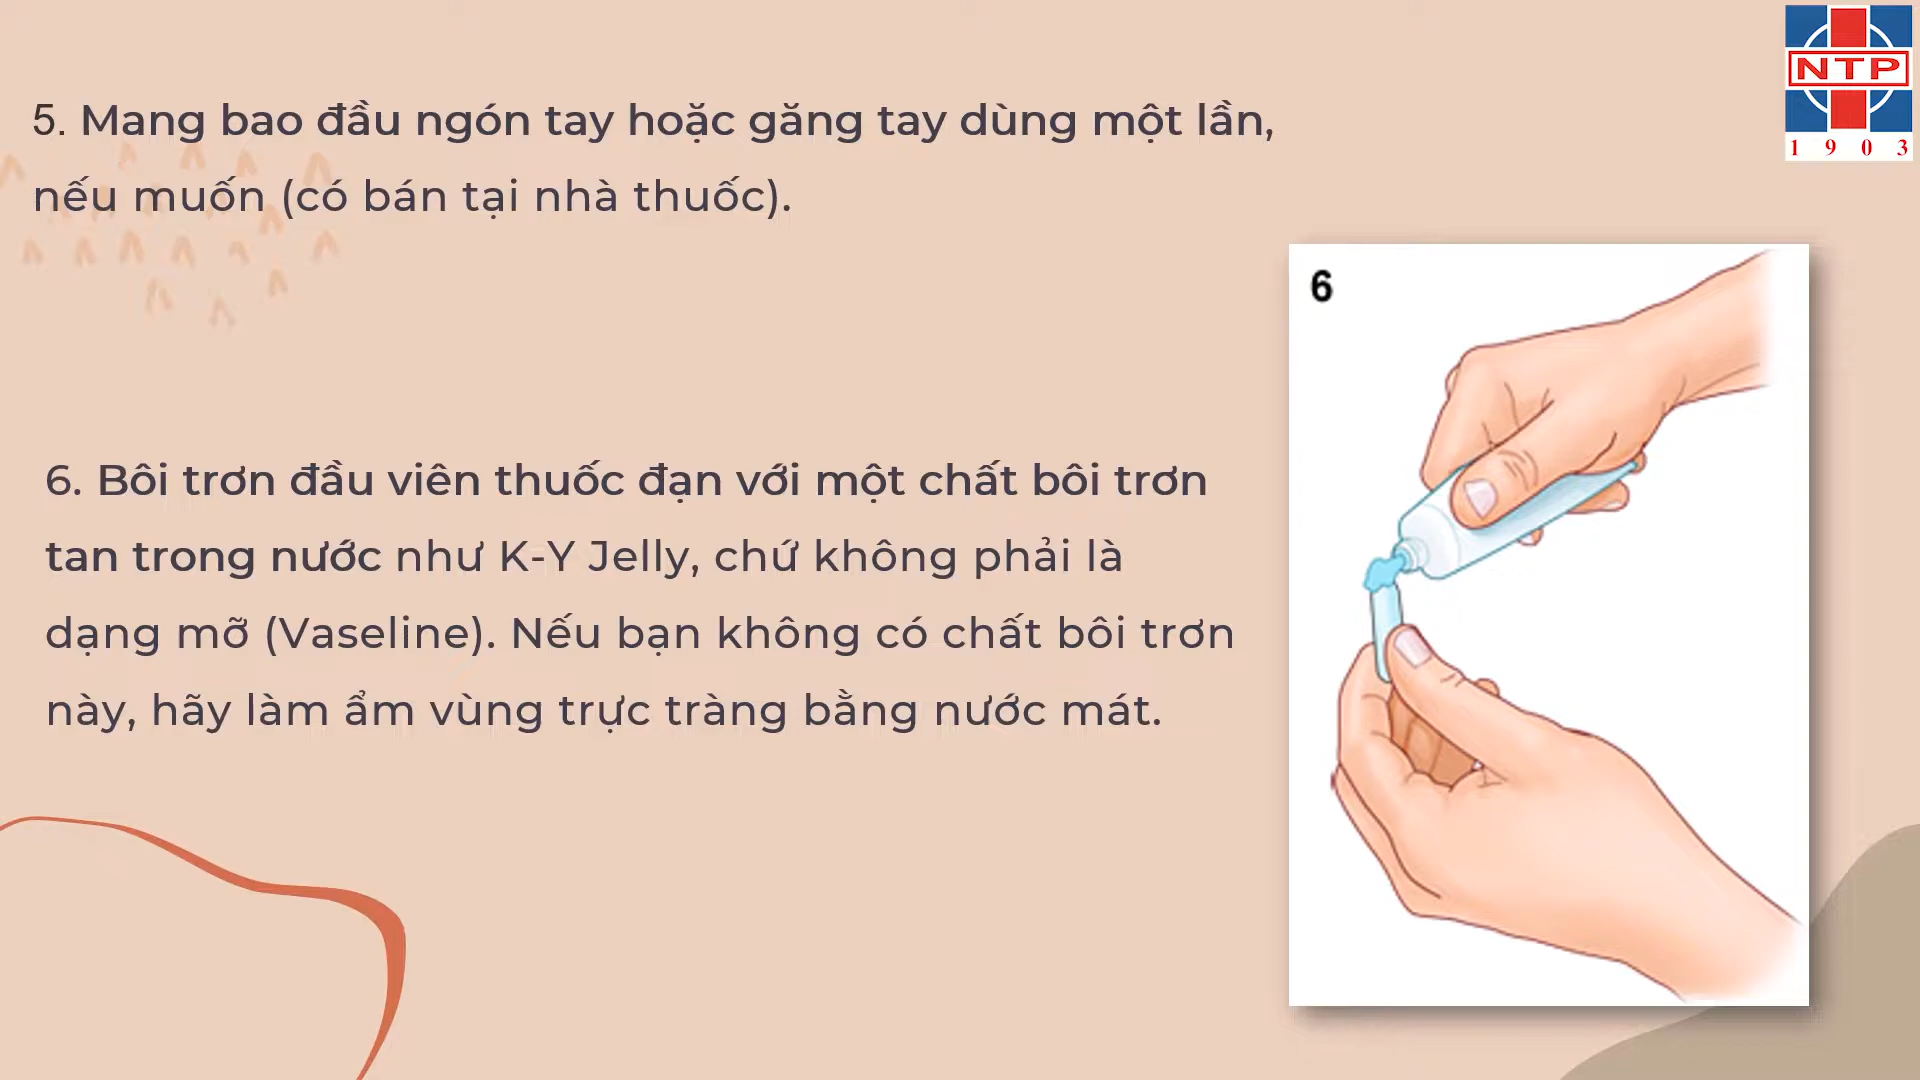 NTP
1 9 0 3
5. Mang bao đầu ngón tay hoặc găng tay dùng một lần,
nếu muốn (có bán tại nhà thuốc).
6
6. Bôi trơn đầu viên thuốc đạn với một chất bôi trơn
tan trong nước như K-Y Jelly, chứ không phải là
dạng mỡ (Vaseline). Nếu bạn không có chất bôi trơn
này, hãy làm ẩm vùng trực tràng bằng nước mát.